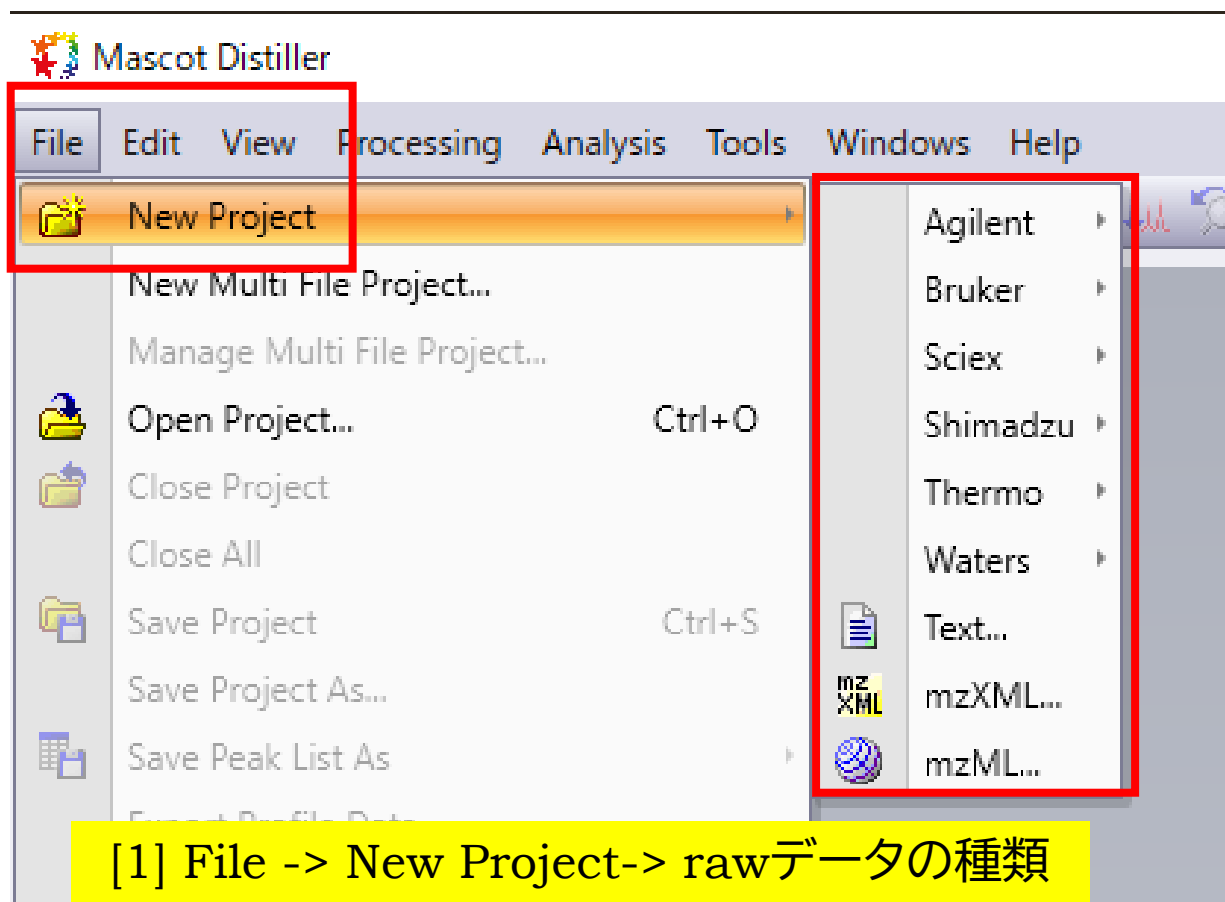 Mascot Distiller
File Edit View Processing Analysis Tools Windows Help
New Project
New Multi File Project...
Manage Multi File Project...
Open Project... Ctrl+O
Close Project
Close All
Save Project Ctrl+S
Save Project As...
Save Peak List As
Agilent
Bruker
Sciex
Shimadzu
Thermo
Waters
Text...
mz
XML
mzXML...
mzML...
[1] File -> New Project-> rawデータの種類